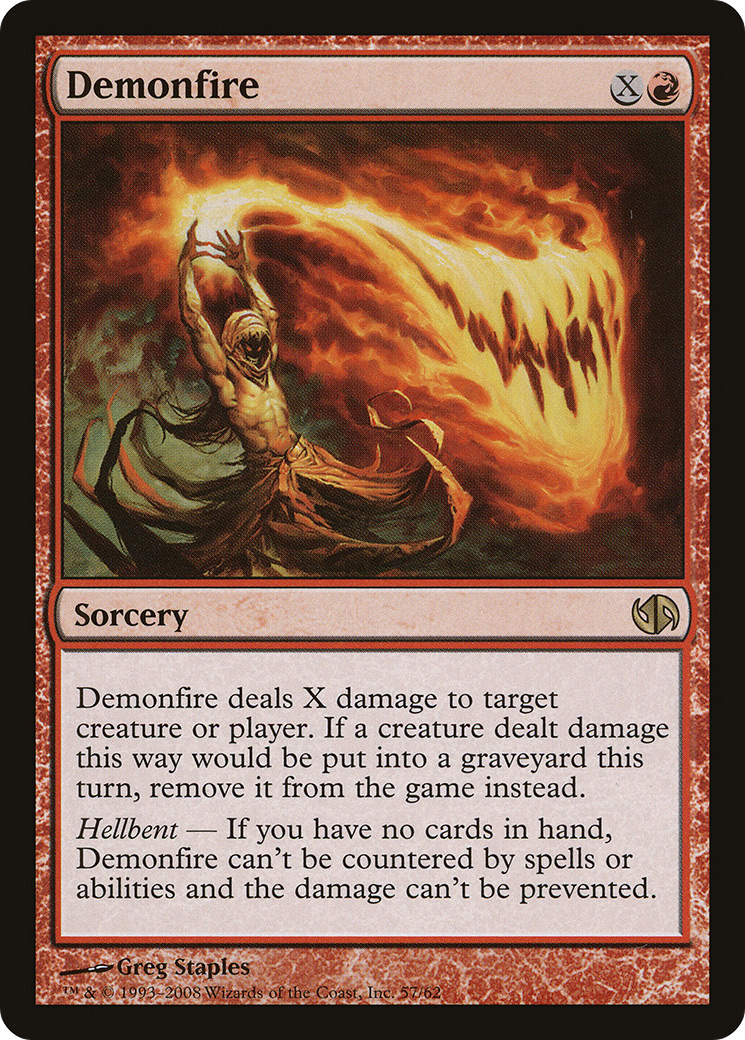 Demonfire X
Sorcery
Demonfire deals X damage to target
creature or player. If a creature dealt damage
this way would be put into a graveyard this
turn, remove it from the game instead.
Hellbent — If you have no cards in hand,
Demonfire can't be countered by spells or
abilities and the damage can't be prevented.
Greg Staples
™ & © 1993–2008 Wizards of the Coast, Inc. 57/62